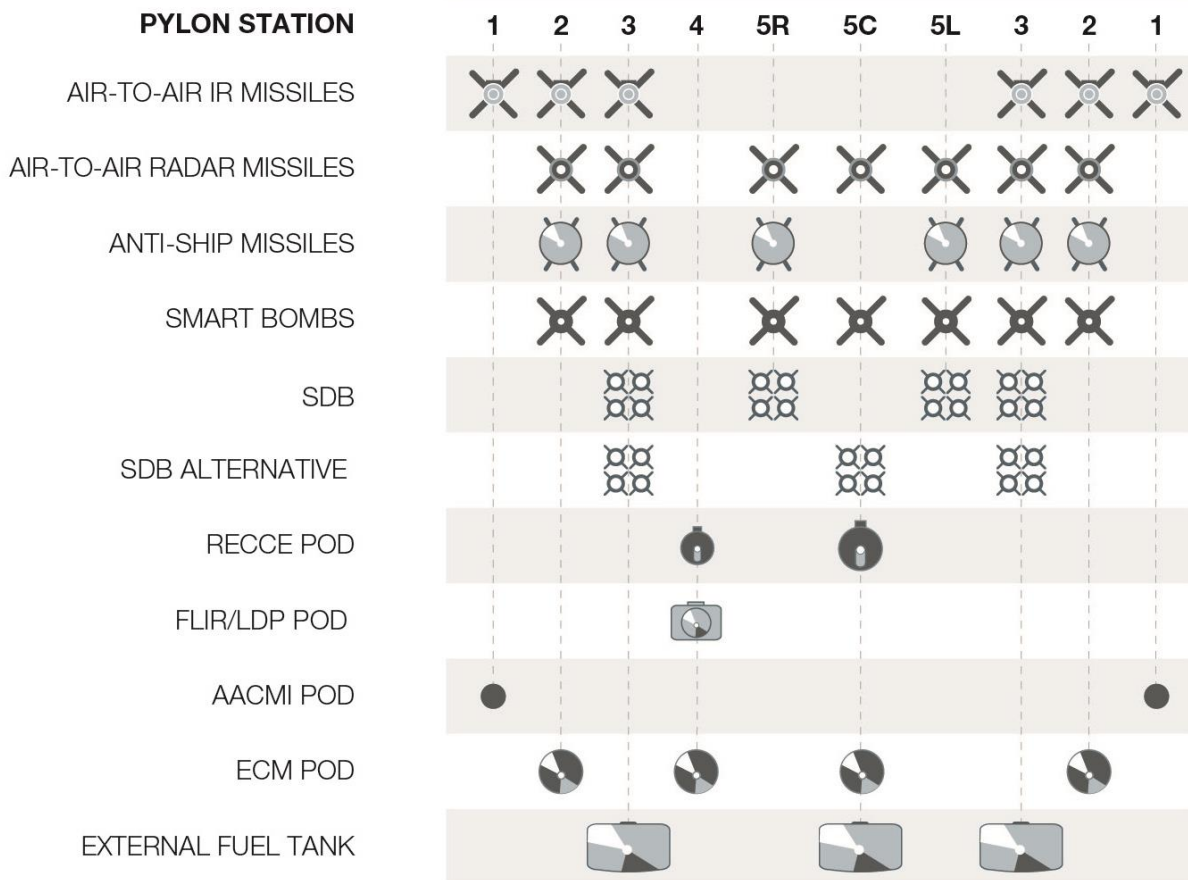 PYLON STATION 1 2 3 4 5R 5C 5L 3 2 1
AIR-TO-AIR IR MISSILES
AIR-TO-AIR RADAR MISSILES
ANTI-SHIP MISSILES
SMART BOMBS
SDB
SDB ALTERNATIVE
RECCE POD
FLIR/LDP POD
AACMI POD
ECM POD
EXTERNAL FUEL TANK